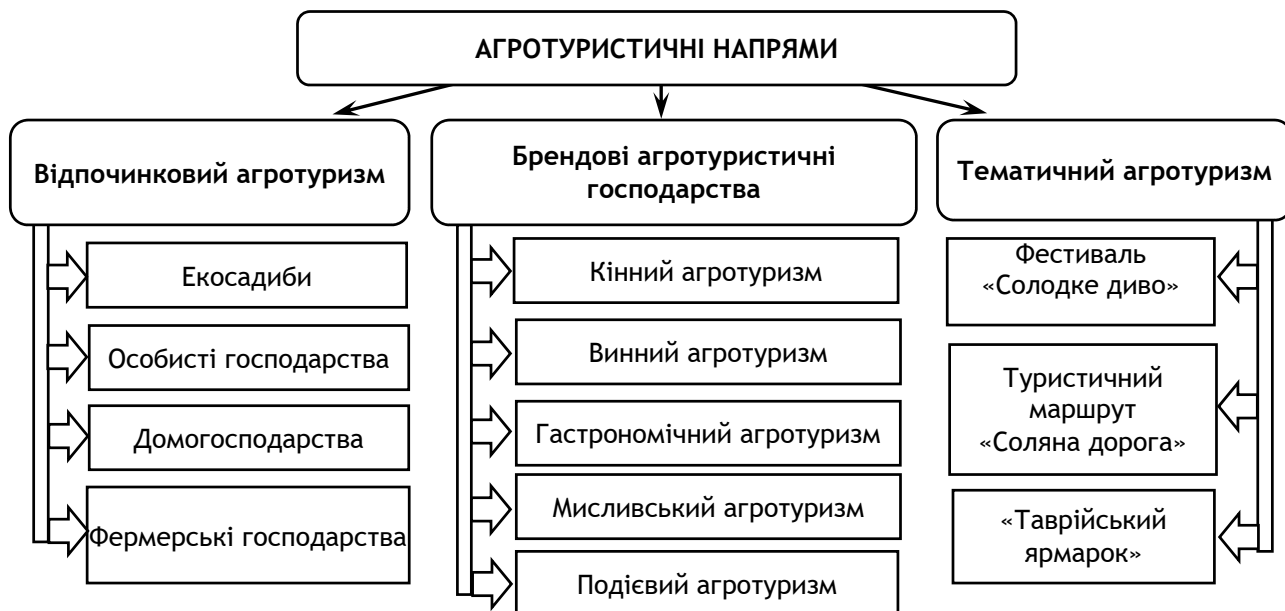 АГРОТУРИСТИЧНІ НАПРЯМИ
Відпочинковий агротуризм
Екосадиби
Особисті господарства
Домогосподарства
Фермерські господарства
Брендові агротуристичні
господарства
Кінний агротуризм
Винний агротуризм
Гастрономічний агротуризм
Мисливський агротуризм
Подієвий агротуризм
Тематичний агротуризм
Фестиваль
«Солодке диво»
Туристичний
маршрут
«Соляна дорога»
«Таврійський
ярмарок»